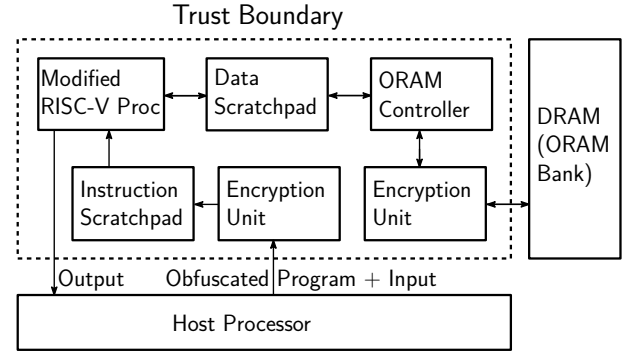 Trust Boundary
Modified
RISC-V Proc
Data
Scratchpad
ORAM
Controller
DRAM
(ORAM
Bank)
Instruction
Scratchpad
Encryption
Unit
Encryption
Unit
Output
Obfuscated Program + Input
Host Processor